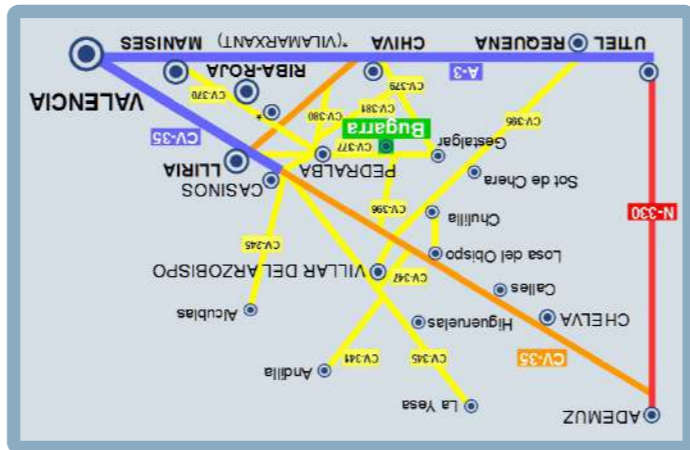 ADEMUZ
La Yesa
Andilla
CV-35
CV-345
CV-341
CHELVA
Higueruelas
Alcublas
Calles
CV-347
VILLAR DEL ARZOBISPO
Losa del Obispo
CV-245
N-330
Chulilla
CV-396
CASINOS
Sot de Chera
PEDRALBA
LLIRIA
Gestalgar
CV-377
CV-35
Bugarra
CV-395
CV-380
*
VALENCIA
CV-381
CV-370
CV-379
RIBA-ROJA
A-3
UTIEL
REQUENA
CHIVA
*(VILAMARXANT)
MANISES